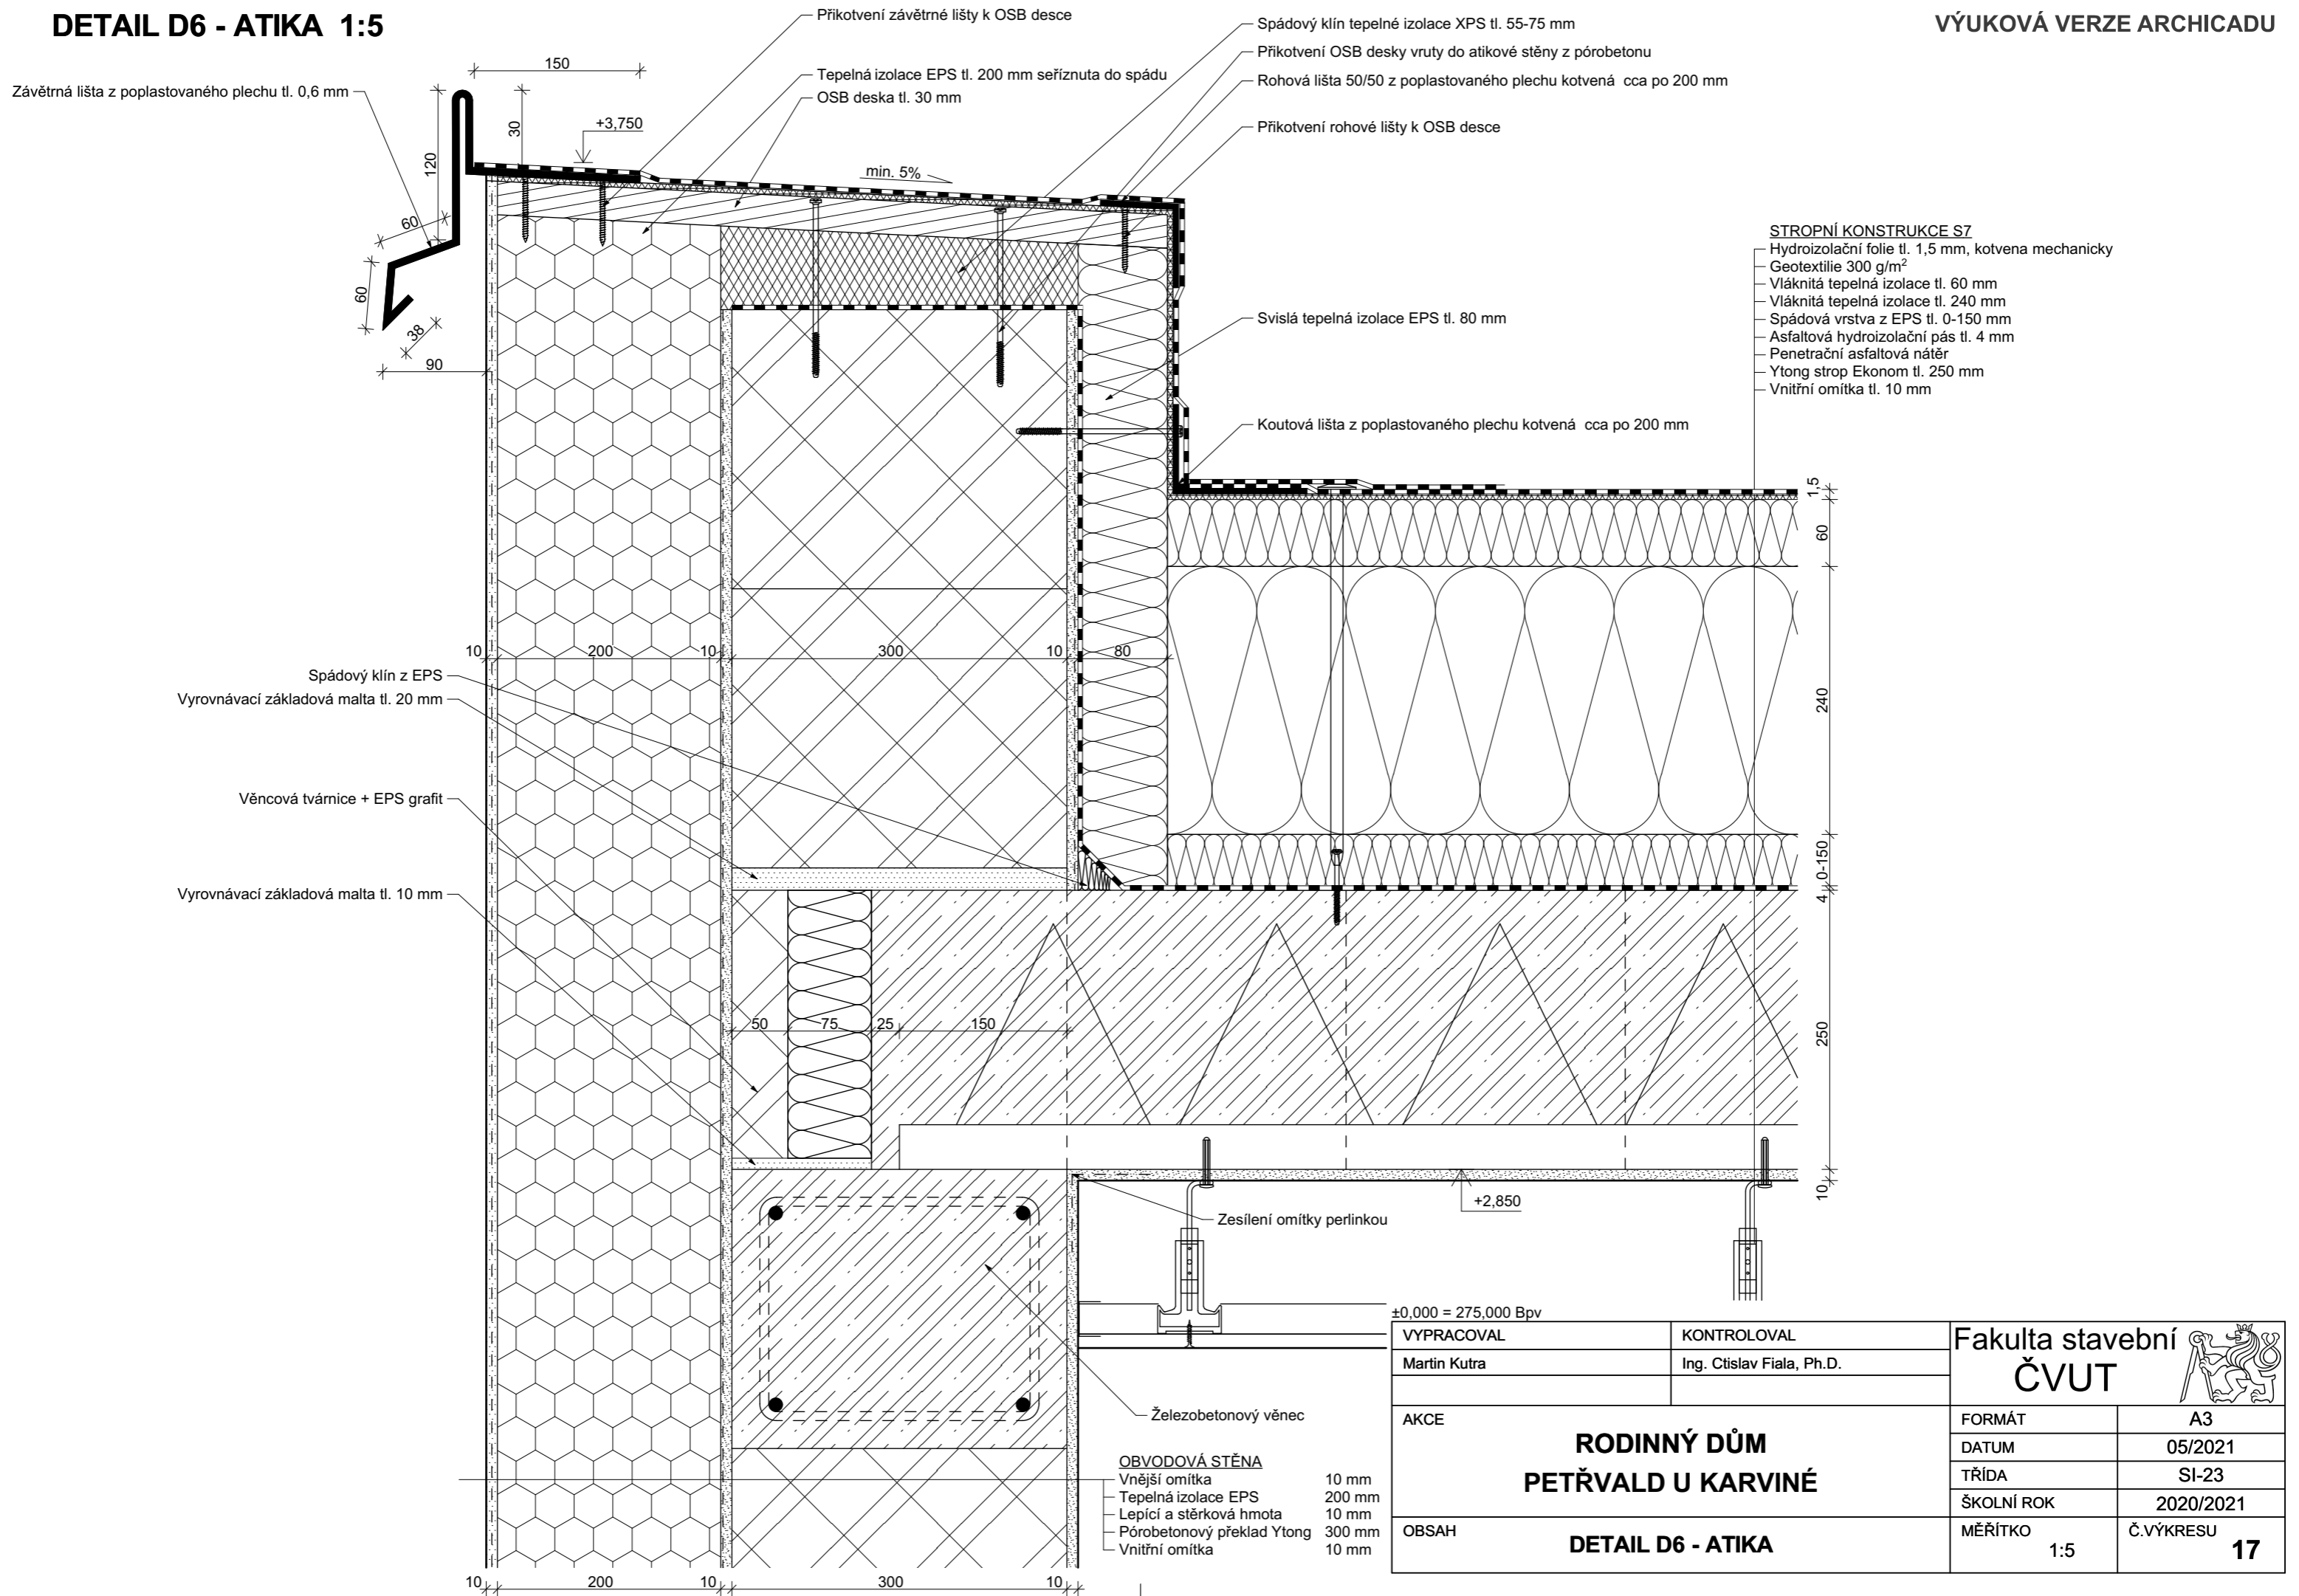 DETAIL D6 - ATIKA 1:5
VÝUKOVÁ VERZE ARCHICADU
Přikotvení závětrné lišty k OSB desce
Tepelná izolace EPS tl. 200 mm seříznuta do spádu
OSB deska tl. 30 mm
Závětrná lišta z poplastovaného plechu tl. 0,6 mm
Spádový klín tepelné izolace XPS tl. 55-75 mm
Přikotvení OSB desky vruty do atikové stěny z pórobetonu
Rohová lišta 50/50 z poplastovaného plechu kotvená cca po 200 mm
Přikotvení rohové lišty k OSB desce
150
30
120
+3,750
min. 5%
60
60
38
90
STROPNÍ KONSTRUKCE S7
Hydroizolační folie tl. 1,5 mm, kotvena mechanicky
Geotextilie 300 g/m²
Vláknitá tepelná izolace tl. 60 mm
Vláknitá tepelná izolace tl. 240 mm
Spádová vrstva z EPS tl. 0-150 mm
Asfaltová hydroizolační pás tl. 4 mm
Penetrační asfaltová nátěr
Ytong strop Ekonom tl. 250 mm
Vnitřní omítka tl. 10 mm
Svislá tepelná izolace EPS tl. 80 mm
Koutová lišta z poplastovaného plechu kotvená cca po 200 mm
1,5
60
240
0-150
4
250
10
10 200 10 300 10 80
Spádový klín z EPS
Vyrovnávací základová malta tl. 20 mm
Věncová tvárnice + EPS grafit
Vyrovnávací základová malta tl. 10 mm
50 75 25 150
+2,850
Zesílení omítky perlinkou
Železobetonový věnec
OBVODOVÁ STĚNA
Vnější omítka 10 mm
Tepelná izolace EPS 200 mm
Lepící a stěrková hmota 10 mm
Pórobetonový překlad Ytong 300 mm
Vnitřní omítka 10 mm
10 200 10 300 10
±0,000 = 275,000 Bpv
VYPRACOVAL
KONTROLOVAL
Martin Kutra
Ing. Ctislav Fiala, Ph.D.
Fakulta stavební
ČVUT
AKCE
RODINNÝ DŮM
PETŘVALD U KARVINÉ
FORMÁT A3
DATUM 05/2021
TŘÍDA SI-23
ŠKOLNÍ ROK 2020/2021
OBSAH
DETAIL D6 - ATIKA
MĚŘÍTKO
1:5
Č.VÝKRESU
17